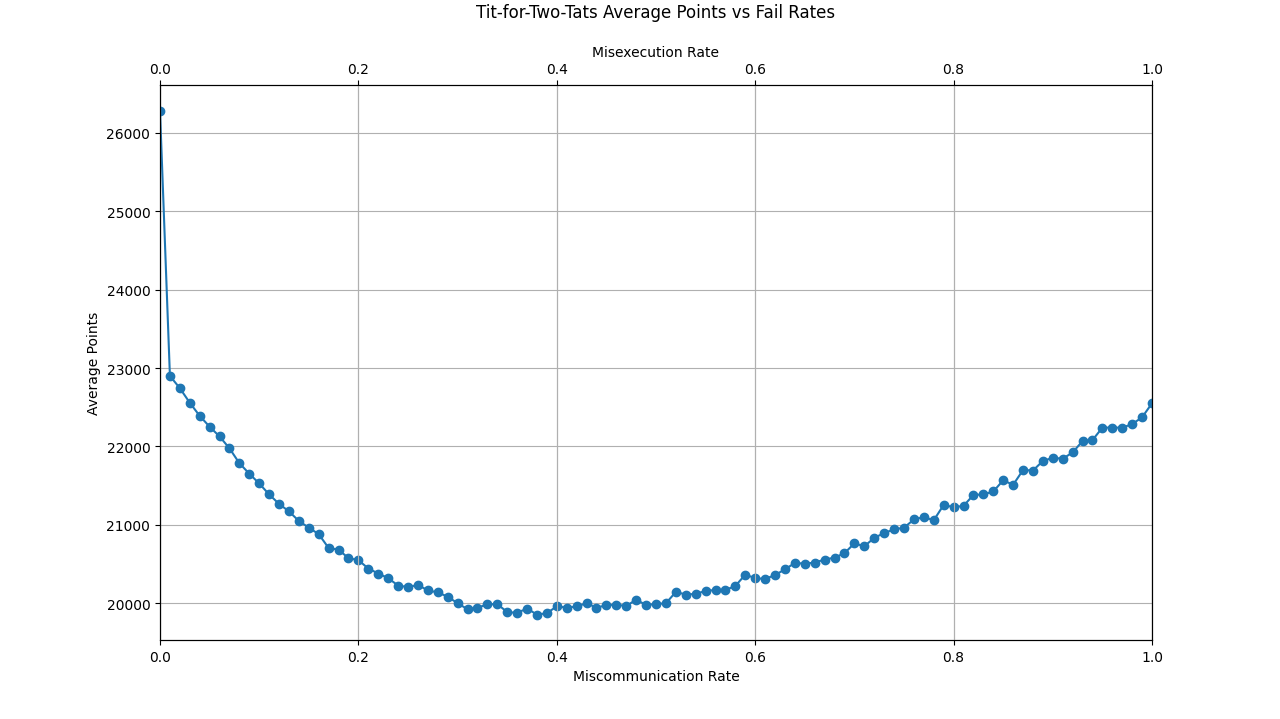 Tit-for-Two-Tats Average Points vs Fail Rates
Misexecution Rate
0.0 0.2 0.4 0.6 0.8 1.0
26000
25000
24000
23000
22000
21000
20000
Average Points
0.0 0.2 0.4 0.6 0.8 1.0
Miscommunication Rate